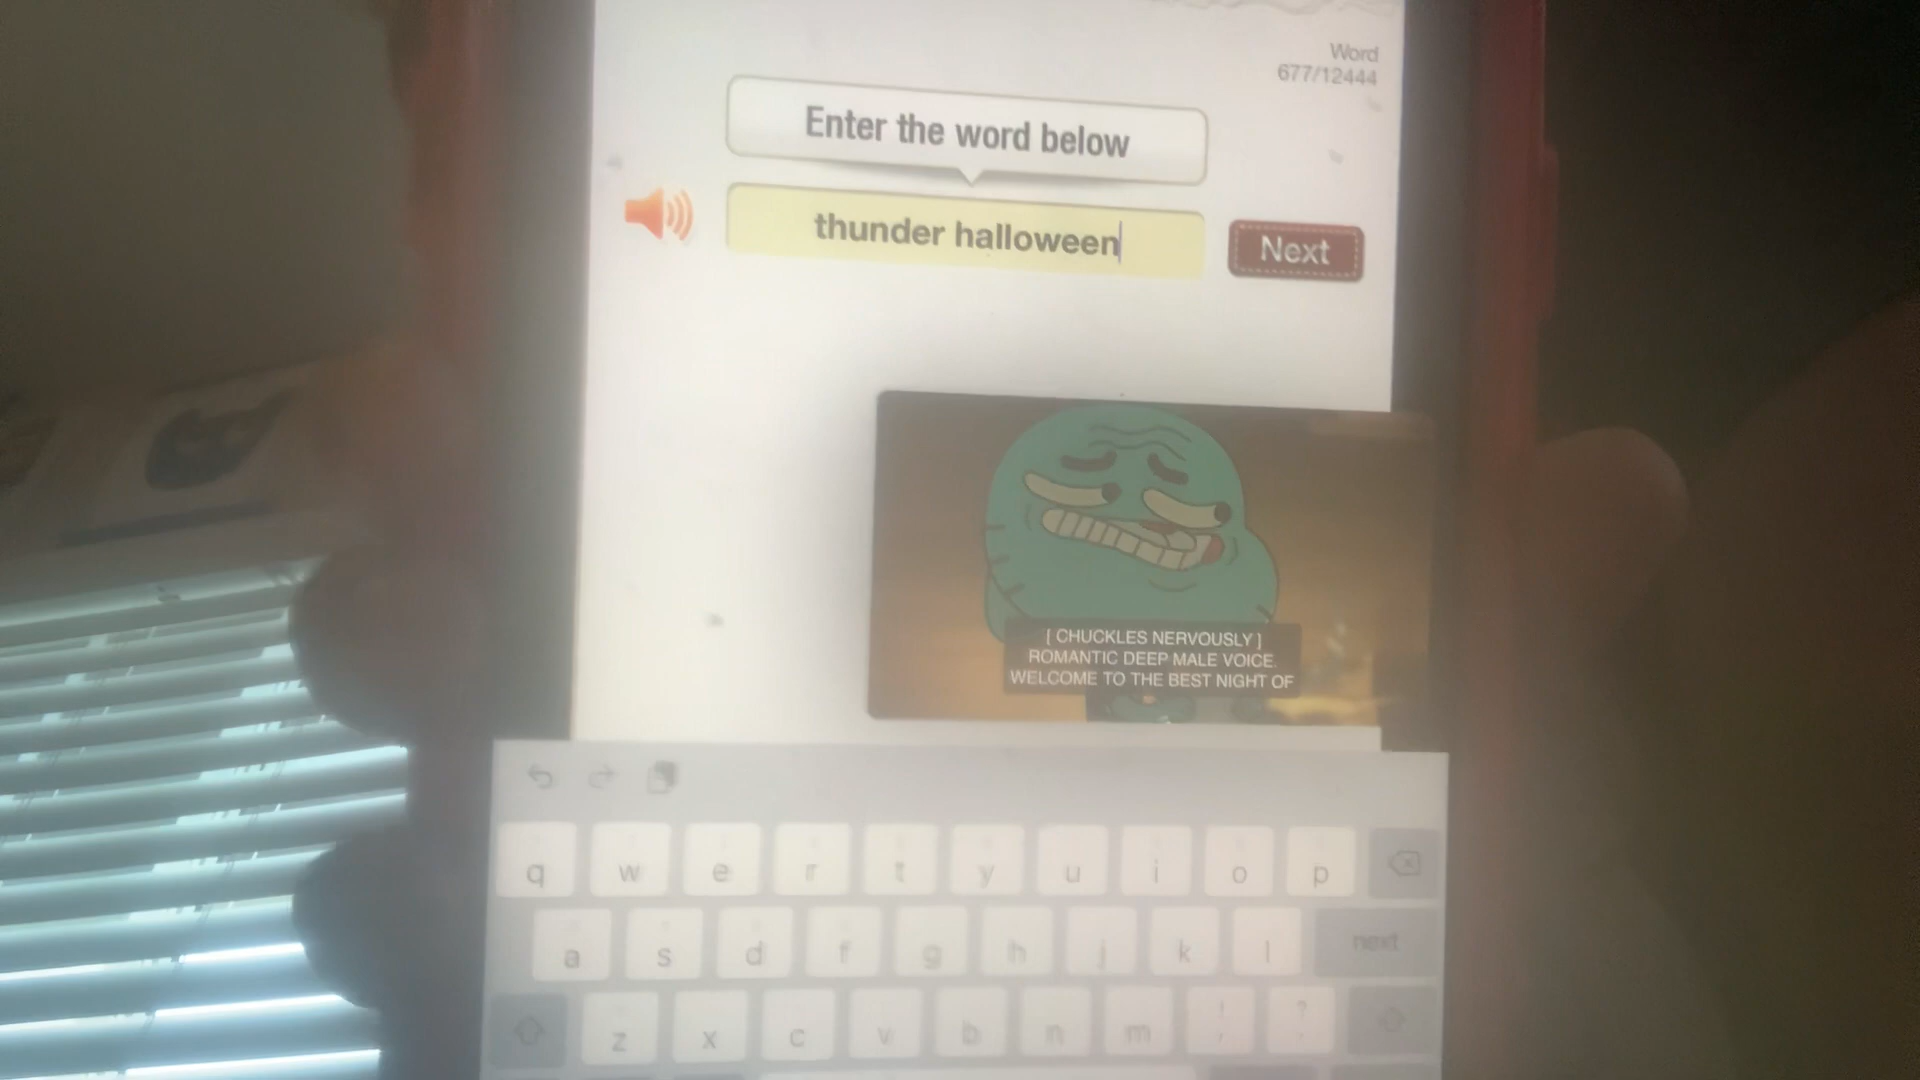 Word
677/12444
Enter the word below
thunder halloween
Next
[ CHUCKLES NERVOUSLY ]
ROMANTIC DEEP MALE VOICE.
WELCOME TO THE BEST NIGHT OF
q w e r t y u i o p
a s d f g h j k l next
z x c v b n m ! , ? .